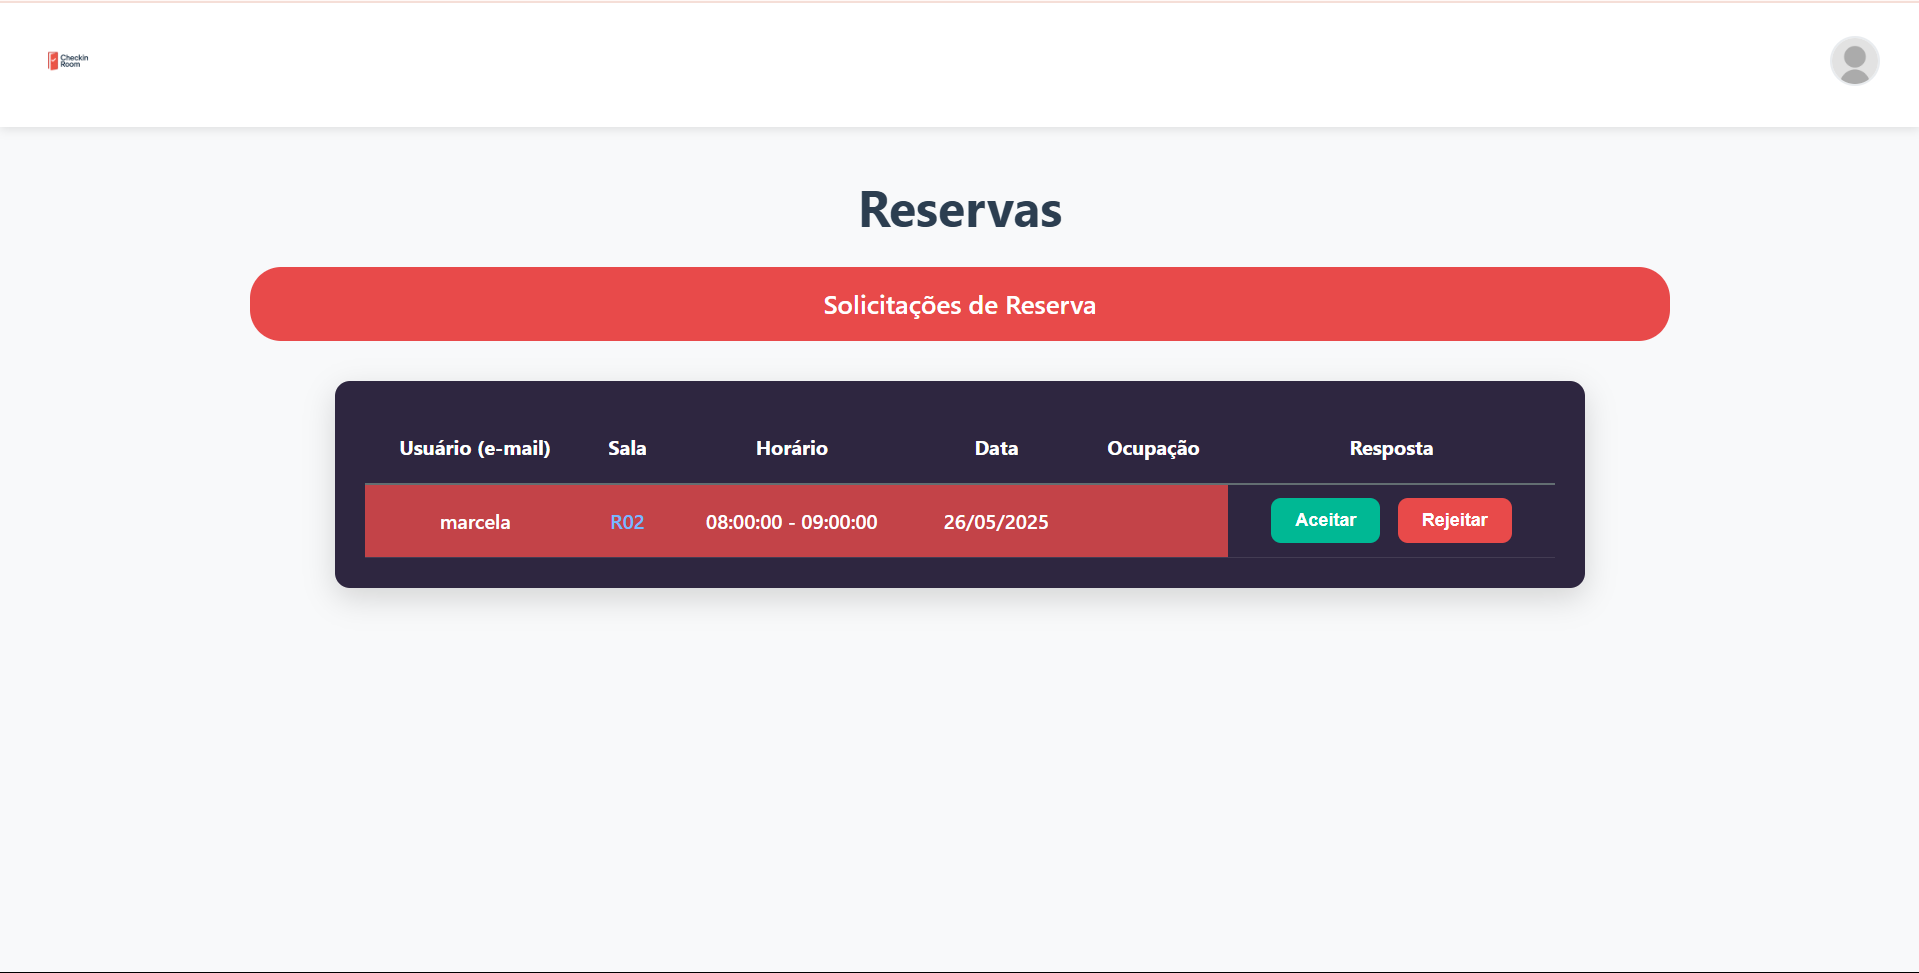 Checkin
Room
Reservas
Solicitações de Reserva
Usuário (e-mail) Sala Horário Data Ocupação Resposta
marcela R02 08:00:00 - 09:00:00 26/05/2025 Aceitar Rejeitar